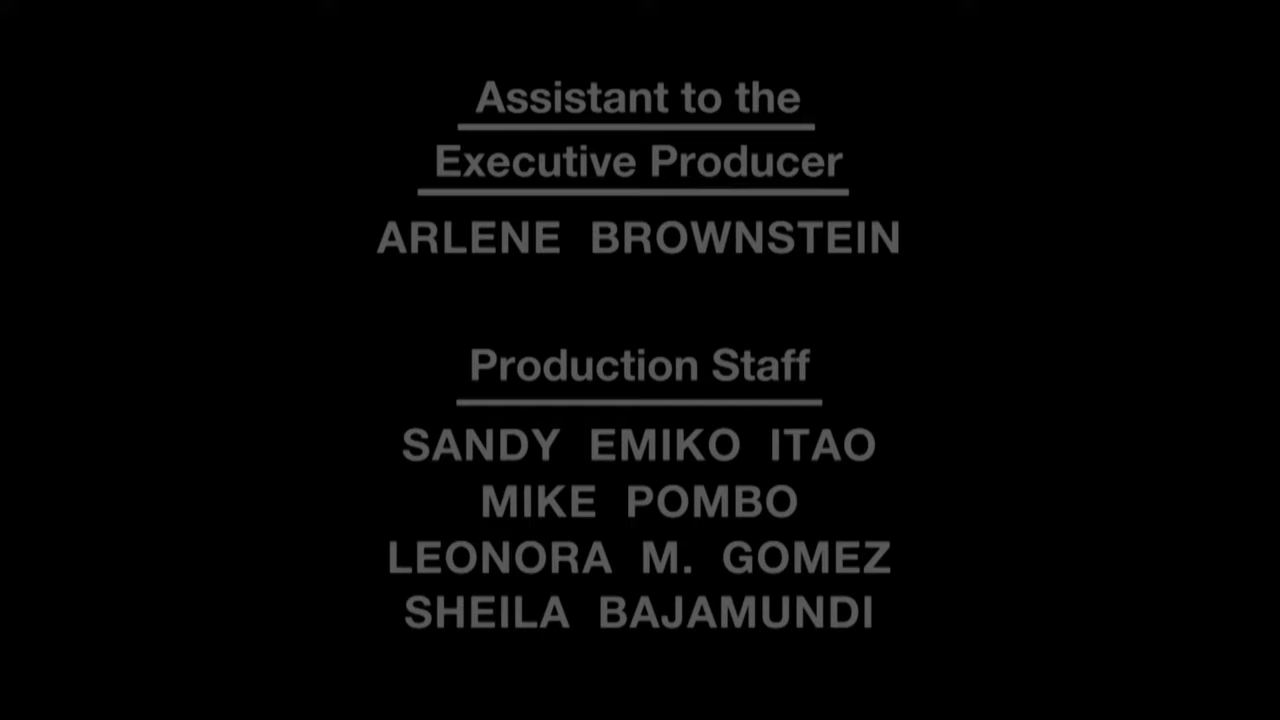 Assistant to the
Executive Producer
ARLENE BROWNSTEIN
Production Staff
SANDY EMIKO ITAO
MIKE POMBO
LEONORA M. GOMEZ
SHEILA BAJAMUNDI